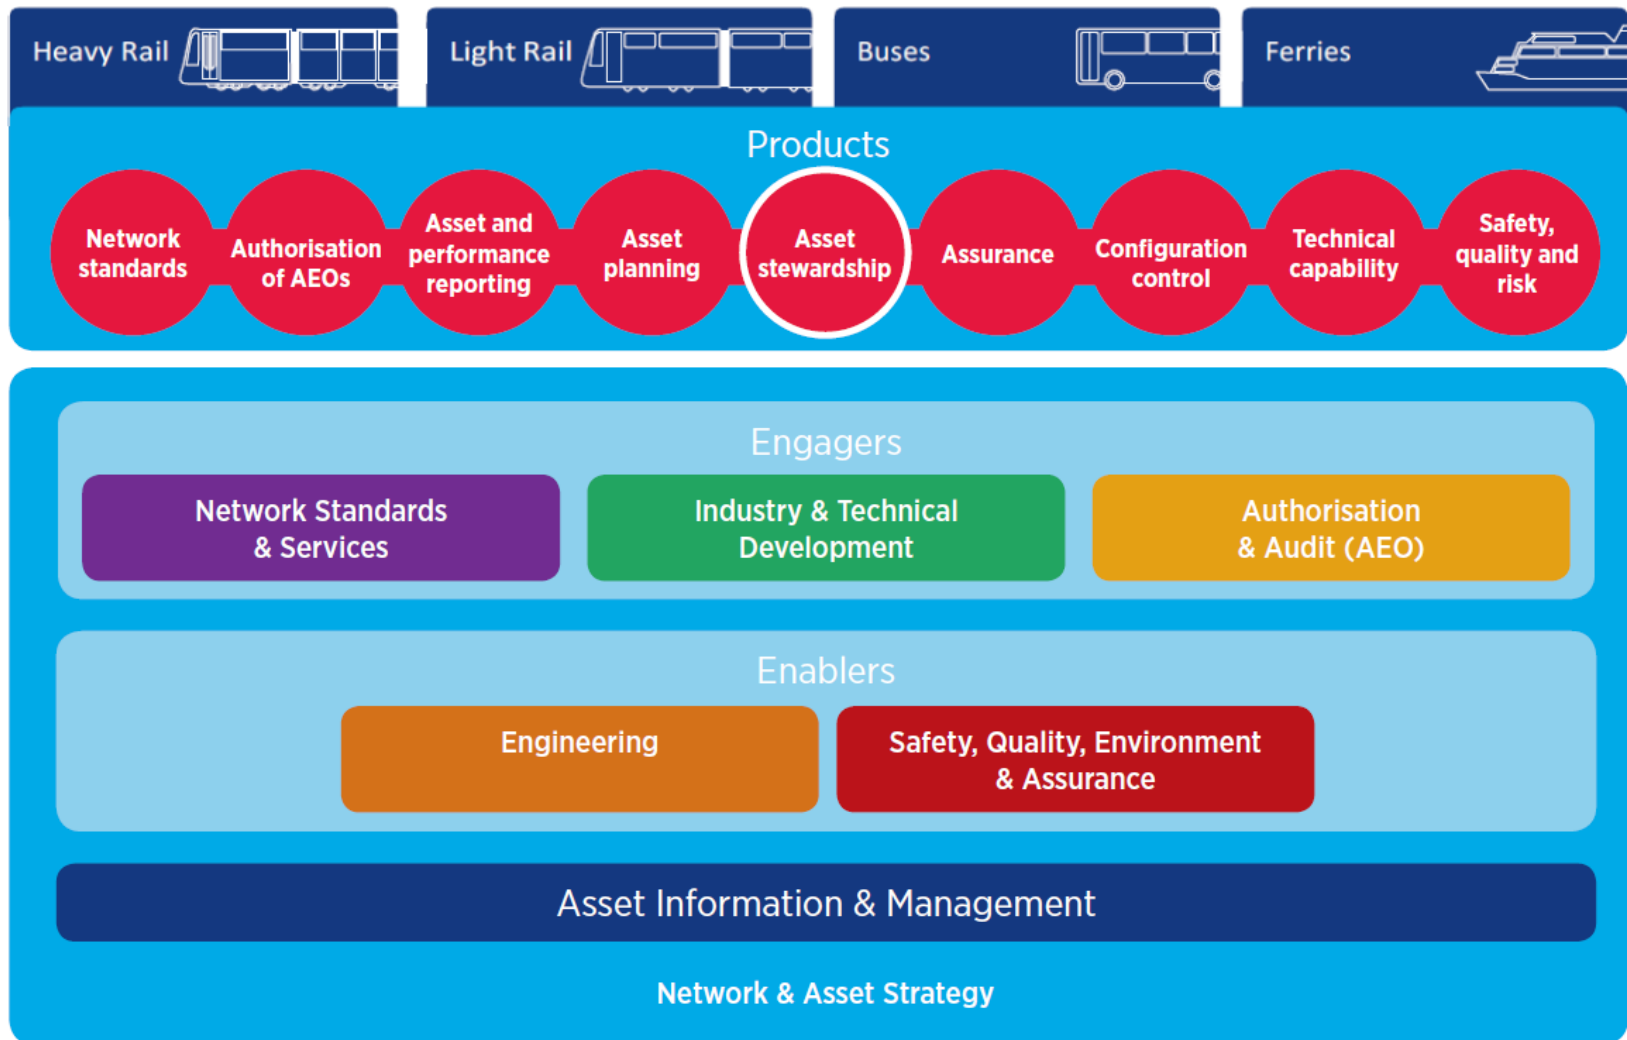 Heavy Rail
Light Rail
Buses
Ferries
Products
Network
standards
Authorisation
of AEOs
Asset and
performance
reporting
Asset
planning
Asset
stewardship
Assurance
Configuration
control
Technical
capability
Safety,
quality and
risk
Engagers
Network Standards
& Services
Industry & Technical
Development
Authorisation
& Audit (AEO)
Enablers
Engineering
Safety, Quality, Environment
& Assurance
Asset Information & Management
Network & Asset Strategy